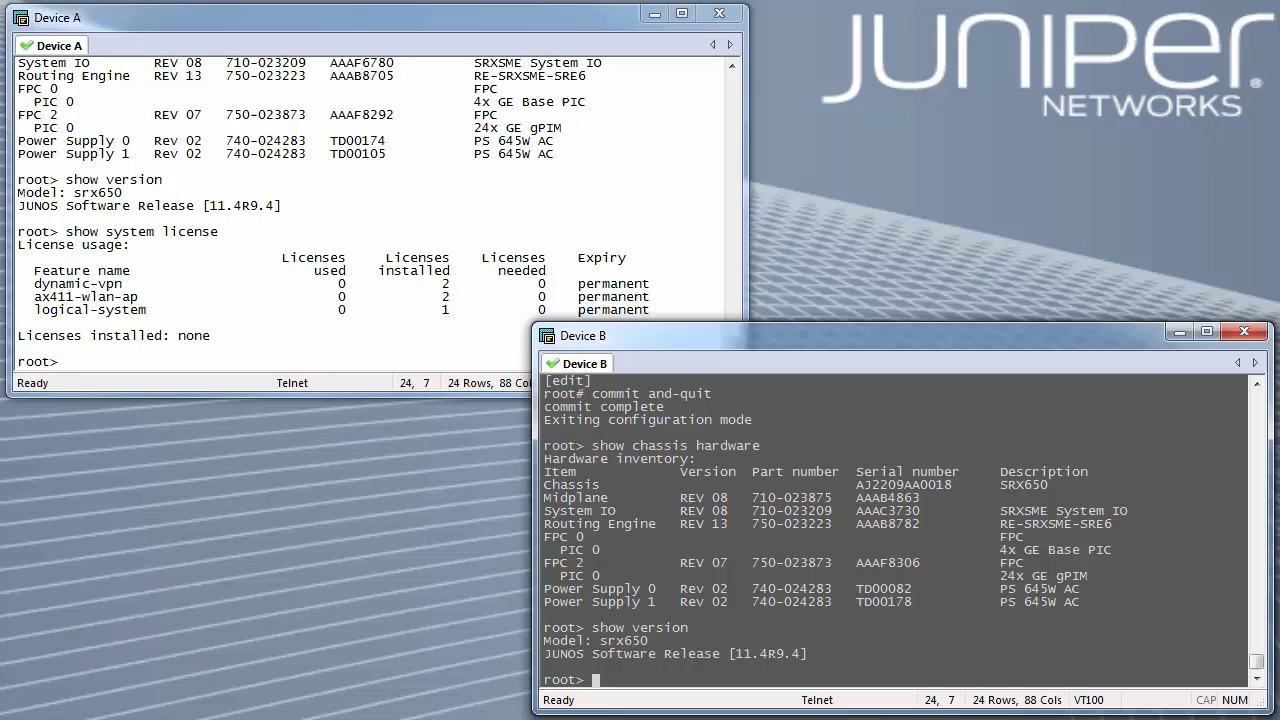 Device A
Device A
System IO        REV 08   710-023209   AAAF6780          SRXSME System IO
Routing Engine   REV 13   750-023223   AAAB8705          RE-SRXSME-SRE6
FPC 0                                                    FPC
  PIC 0                                                  4x GE Base PIC
FPC 2            REV 07   750-023873   AAAF8292          FPC
  PIC 0                                                  24x GE gPIM
Power Supply 0   Rev 02   740-024283   TD00174           PS 645W AC
Power Supply 1   Rev 02   740-024283   TD00105           PS 645W AC
root> show version
Model: srx650
JUNOS Software Release [11.4R9.4]
root> show system license
License usage:
                                 Licenses     Licenses    Licenses    Expiry
  Feature name                       used    installed      needed
  dynamic-vpn                           0            2           0    permanent
  ax411-wlan-ap                         0            2           0    permanent
  logical-system                        0            1           0    permanent
Licenses installed: none
root>
Ready Telnet 24, 7 24 Rows, 88 Col
JUNIPER®
NETWORKS
Device B
Device B
[edit]
root# commit and-quit
commit complete
Exiting configuration mode
root> show chassis hardware
Hardware inventory:
Item             Version  Part number  Serial number     Description
Chassis                                AJ2209AA0018      SRX650
Midplane         REV 08   710-023875   AAAB4863
System IO        REV 08   710-023209   AAAC3730          SRXSME System IO
Routing Engine   REV 13   750-023223   AAAB8782          RE-SRXSME-SRE6
FPC 0                                                    FPC
  PIC 0                                                  4x GE Base PIC
FPC 2            REV 07   750-023873   AAAF8306          FPC
  PIC 0                                                  24x GE gPIM
Power Supply 0   Rev 02   740-024283   TD00082           PS 645W AC
Power Supply 1   Rev 02   740-024283   TD00178           PS 645W AC
root> show version
Model: srx650
JUNOS Software Release [11.4R9.4]
root>
Ready Telnet 24, 7 24 Rows, 88 Cols VT100 CAP NUM